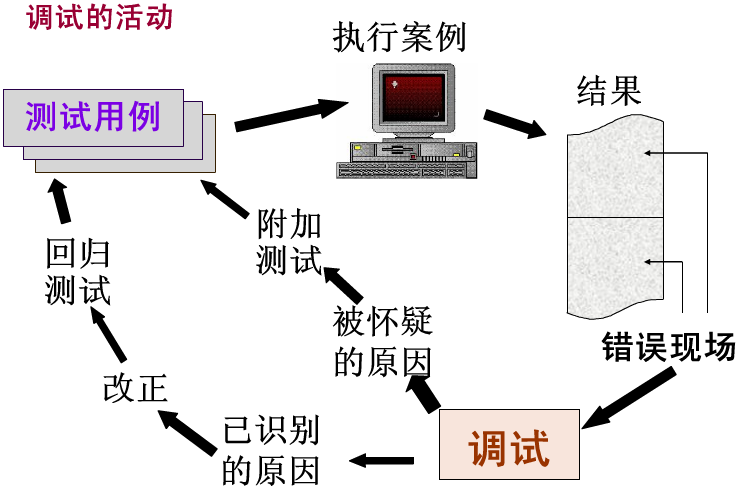 调试的活动
执行案例
结果
测试用例
附加
测试
回归
测试
被怀疑
的原因
错误现场
改正
已识别
的原因
调试